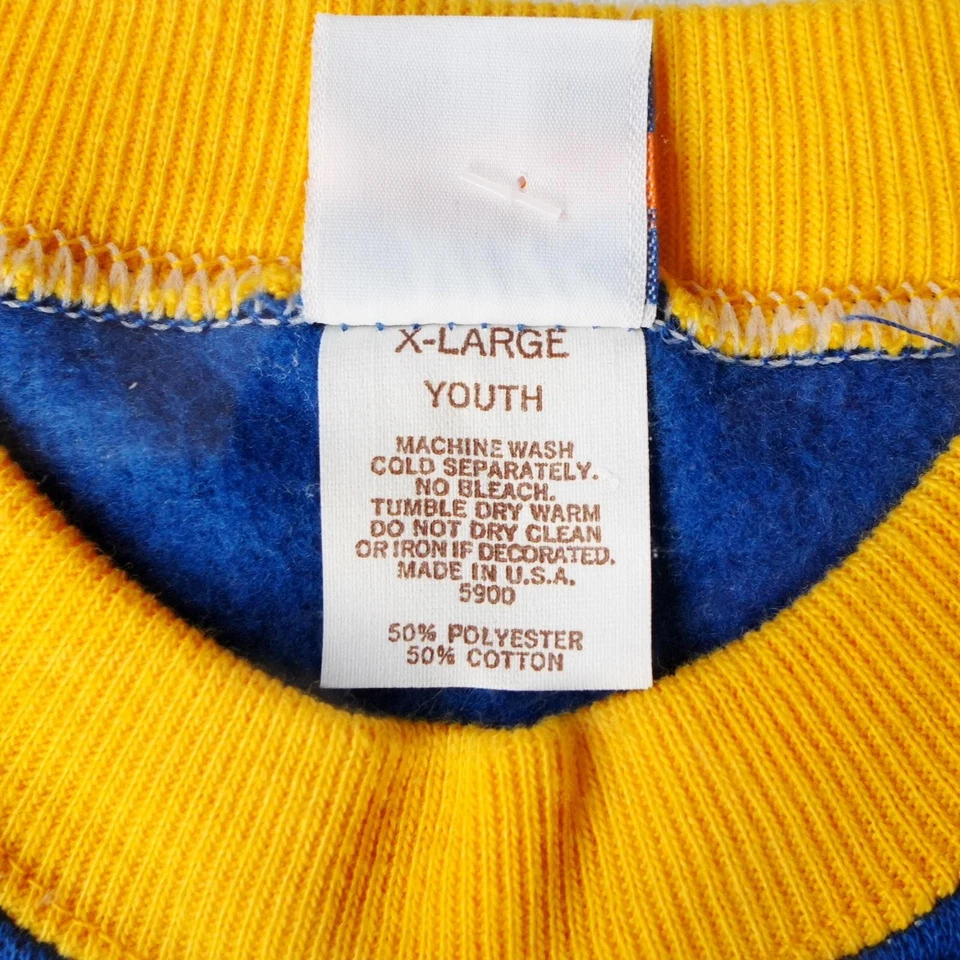 X-LARGE
YOUTH
MACHINE WASH
COLD SEPARATELY.
NO BLEACH.
TUMBLE DRY WARM
DO NOT DRY CLEAN
OR IRON IF DECORATED.
MADE IN U.S.A.
5900
50% POLYESTER
50% COTTON